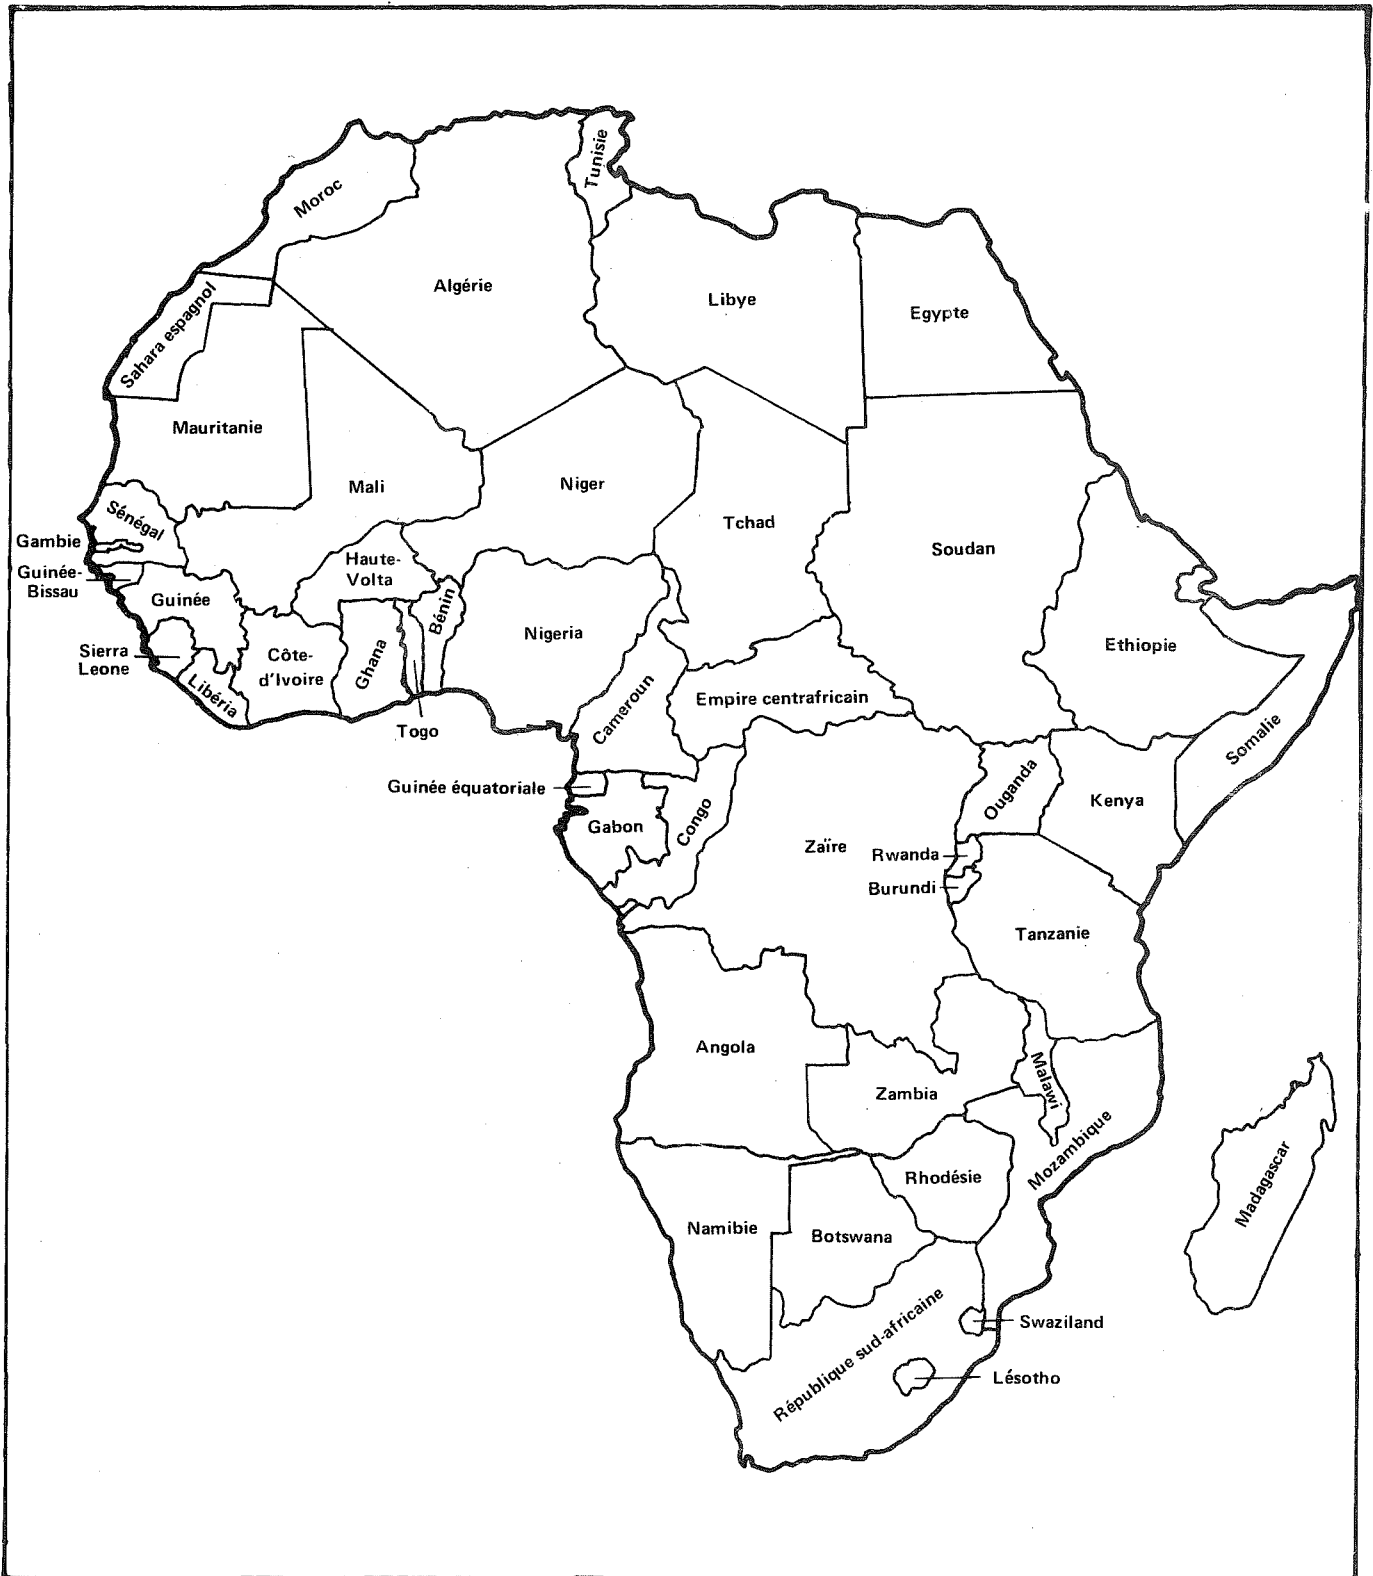 Tunisie
Moroc
Algérie
Libye
Egypte
Sahara espagnol
Mauritanie
Mali
Niger
Tchad
Soudan
Sénégal
Gambie
Guinée-
Bissau
Haute-
Volta
Guinée
Bénin
Nigeria
Ethiopie
Sierra
Leone
Libéria
Côte-
d'Ivoire
Ghana
Togo
Cameroun
Empire centrafricain
Somalie
Guinée équatoriale
Gabon
Congo
Zaïre
Ouganda
Kenya
Rwanda
Burundi
Tanzanie
Angola
Zambia
Malawi
Mozambique
Madagascar
Rhodésie
Namibie
Botswana
République sud-africaine
Swaziland
Lésotho